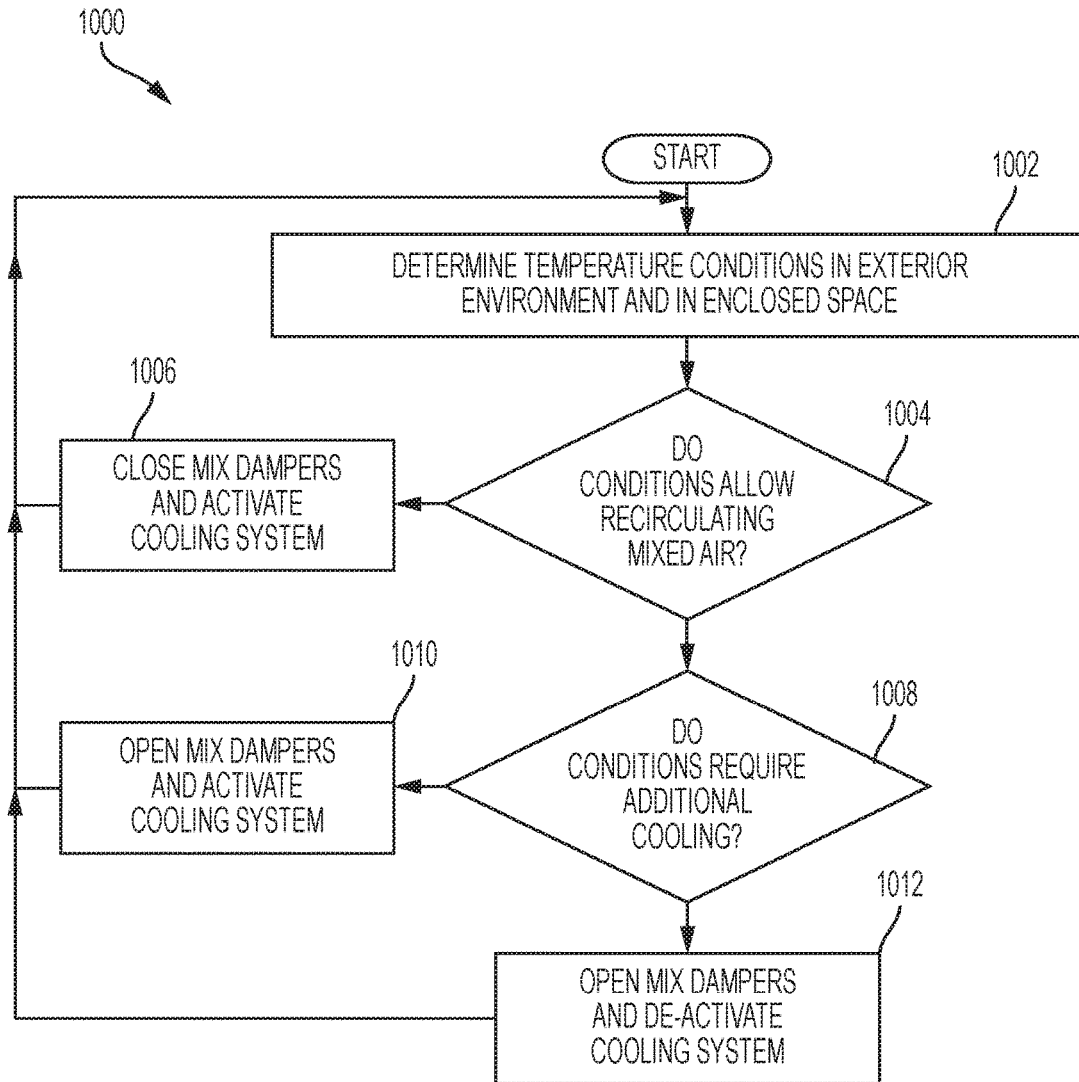 1000
START
1002
DETERMINE TEMPERATURE CONDITIONS IN EXTERIOR
ENVIRONMENT AND IN ENCLOSED SPACE
1006
CLOSE MIX DAMPERS
AND ACTIVATE
COOLING SYSTEM
1004
DO
CONDITIONS ALLOW
RECIRCULATING
MIXED AIR?
1010
OPEN MIX DAMPERS
AND ACTIVATE
COOLING SYSTEM
1008
DO
CONDITIONS REQUIRE
ADDITIONAL
COOLING?
1012
OPEN MIX DAMPERS
AND DE-ACTIVATE
COOLING SYSTEM